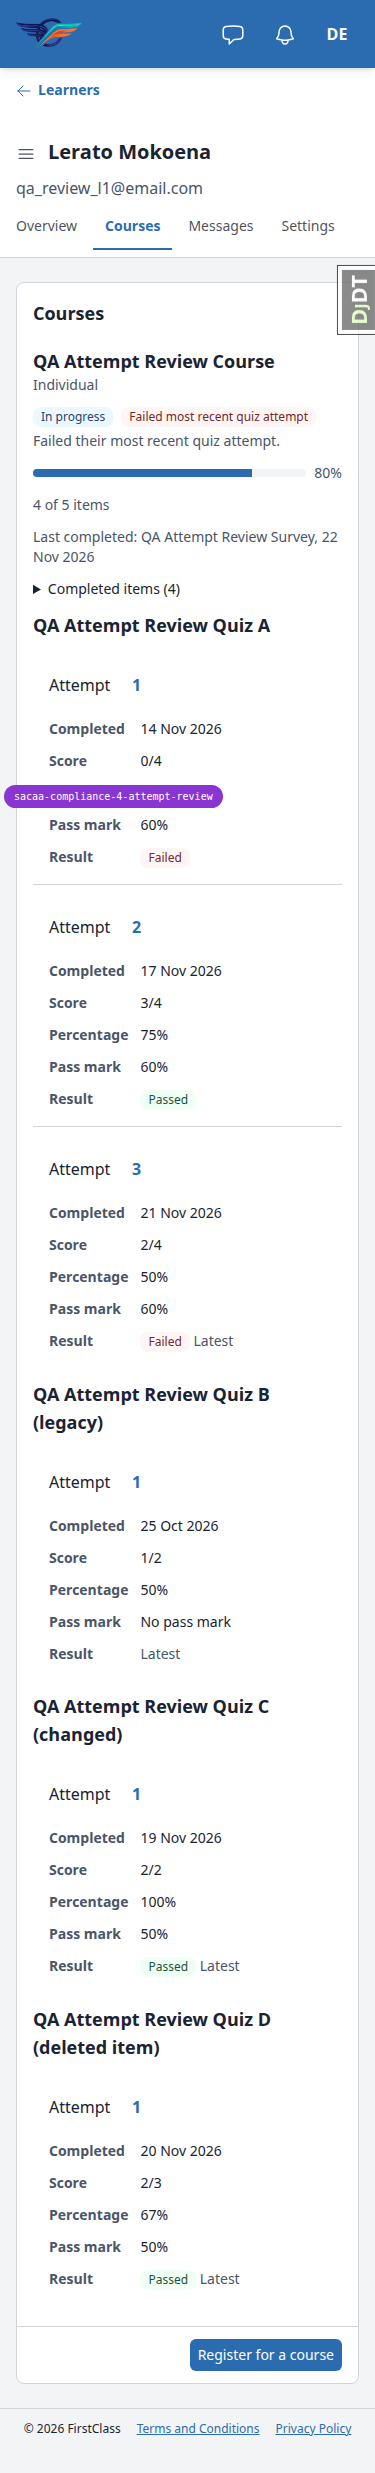 DE
Learners
Lerato Mokoena
qa_review_l1@email.com
Overview Courses Messages Settings
DjDT
Courses
QA Attempt Review Course
Individual
In progress Failed most recent quiz attempt
Failed their most recent quiz attempt.
80%
4 of 5 items
Last completed: QA Attempt Review Survey, 22
Nov 2026
Completed items (4)
QA Attempt Review Quiz A
Attempt 1
Completed 14 Nov 2026
Score 0/4
sacaa-compliance-4-attempt-review
Pass mark 60%
Result Failed
Attempt 2
Completed 17 Nov 2026
Score 3/4
Percentage 75%
Pass mark 60%
Result Passed
Attempt 3
Completed 21 Nov 2026
Score 2/4
Percentage 50%
Pass mark 60%
Result Failed Latest
QA Attempt Review Quiz B
(legacy)
Attempt 1
Completed 25 Oct 2026
Score 1/2
Percentage 50%
Pass mark No pass mark
Result Latest
QA Attempt Review Quiz C
(changed)
Attempt 1
Completed 19 Nov 2026
Score 2/2
Percentage 100%
Pass mark 50%
Result Passed Latest
QA Attempt Review Quiz D
(deleted item)
Attempt 1
Completed 20 Nov 2026
Score 2/3
Percentage 67%
Pass mark 50%
Result Passed Latest
Register for a course
© 2026 FirstClass Terms and Conditions Privacy Policy